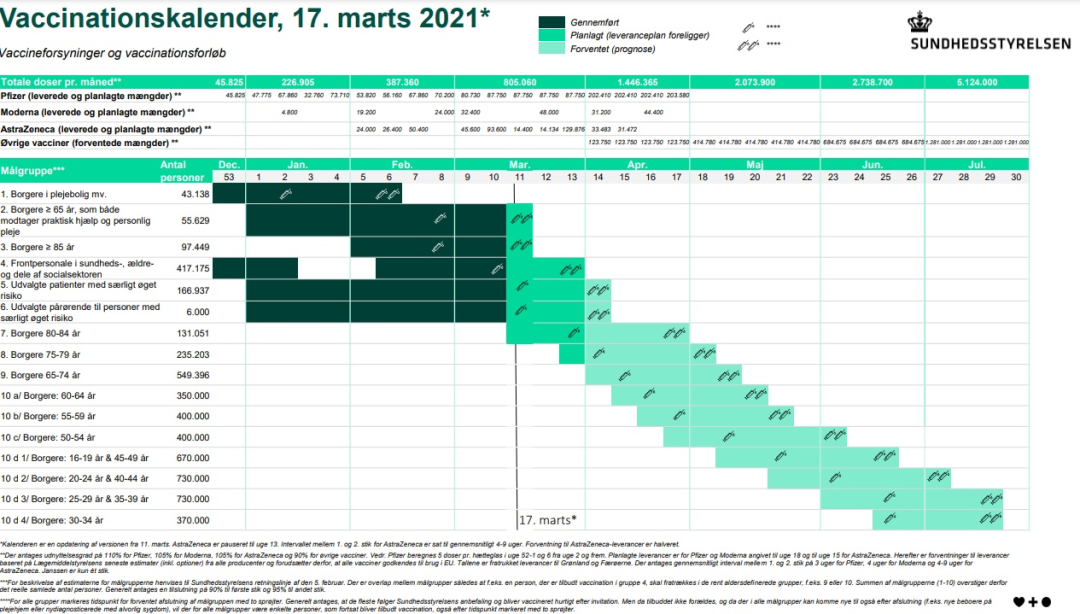 Vaccinationskalender, 17. marts 2021*
Vaccineforsyninger og vaccinationsforløb
Gennemført
Planlagt (leveranceplan foreligger)
Forventet (prognose)
****
****
SUNDHEDSSTYRELSEN
Totale doser pr. måned** 45.825 226.905 387.360 805.060 1.446.365 2.073.900 2.738.700 5.124.000
Pfizer (leverede og planlagte mængder) ** 45.825 47.775 67.860 32.760 73.710 53.820 56.160 67.860 70.200 80.730 87.750 87.750 87.750 87.750 202.410 202.410 202.410 203.580
Moderna (leverede og planlagte mængder) ** 4.800 19.200 24.000 32.400 48.000 31.200 44.400
AstraZeneca (leverede og planlagte mængder) ** 24.000 26.400 50.400 45.600 93.600 14.400 14.134 129.876 33.483 31.472
Øvrige vacciner (forventede mængder) ** 123.750 123.750 123.750 123.750 414.780 414.780 414.780 414.780 414.780 684.675 684.675 684.675 684.675 1.281.000 1.281.000 1.281.000 1.281.000
Målgruppe*** Antal personer Dec. Jan. Feb. Mar. Apr. Maj Jun. Jul.
53 1 2 3 4 5 6 7 8 9 10 11 12 13 14 15 16 17 18 19 20 21 22 23 24 25 26 27 28 29 30
1. Borgere i plejebolig mv. 43.138
2. Borgere ≥ 65 år, som både
modtager praktisk hjælp og personlig 55.629
pleje
3. Borgere ≥ 85 år 97.449
4. Frontpersonale i sundheds-, ældre-
og dele af socialsektoren 417.175
5. Udvalgte patienter med særligt øget
risiko 166.937
6. Udvalgte pårørende til personer med
særligt øget risiko 6.000
7. Borgere 80-84 år 131.051
8. Borgere 75-79 år 235.203
9. Borgere 65-74 år 549.396
10 a/ Borgere: 60-64 år 350.000
10 b/ Borgere: 55-59 år 400.000
10 c/ Borgere: 50-54 år 400.000
10 d 1/ Borgere: 16-19 år & 45-49 år 670.000
10 d 2/ Borgere: 20-24 år & 40-44 år 730.000
10 d 3/ Borgere: 25-29 år & 35-39 år 730.000
10 d 4/ Borgere: 30-34 år 370.000
17. marts*
*Kalenderen er en opdatering af versionen fra 11. marts. AstraZeneca er pauseret til uge 13. Intervallet mellem 1. og 2. stik for AstraZeneca er sat til gennemsnitligt 4-9 uger. Forventning til AstraZeneca-leverancer er halveret.
**Der antages udnyttelsesgrad på 110% for Pfizer, 105% for Moderna, 105% for AstraZeneca og 90% for øvrige vacciner. Vedr. Pfizer beregnes 5 doser pr. hætteglas i uge 52-1 og 6 fra uge 2 og frem. Planlagte leverancer er for Pfizer og Moderna angivet til uge 18 og til uge 15 for AstraZeneca. Herefter er forventninger til leverancer
baseret på Lægemiddelstyrelsens seneste estimater (inkl. optioner) fra alle producenter og forudsætter derfor, at alle vacciner godkendes til brug i EU. Tallene er fratrukket leverancer til Grønland og Færøerne. Der antages gennemsnitligt interval mellem 1. og 2. stik på 3 uger for Pfizer, 4 uger for Moderna og 4-9 uger for
AstraZeneca. Janssen er kun ét stik.
***For beskrivelse af estimaterne for målgrupperne henvises til Sundhedsstyrelsens retningslinje af den 5. februar. Der er overlap mellem målgrupper således at f.eks. en person, der er tilbudt vaccination i gruppe 4, skal fratrækkes i de rent aldersdefinerede grupper, f.eks. 9 eller 10. Summen af målgrupperne (1-10) overstiger derfor
det reelle samlede antal personer. Generelt antages en tilslutning på 90% til første stik og 95% til andet stik.
****For alle grupper markeres tidspunkt for forventet afslutning af målgruppen med to sprøjter. Generelt antages, at de fleste følger Sundhedsstyrelsens anbefaling og bliver vaccineret hurtigt efter invitation. Men da tilbuddet ikke forældes, og da der i alle målgrupper kan komme nye til også efter afslutning (f.eks. nye beboere på
plejehjem eller nydiagnosticerede med alvorlig sygdom), vil der for alle målgrupper være enkelte personer, som fortsat bliver tilbudt vaccination, også efter tidspunktet markeret med to sprøjter.